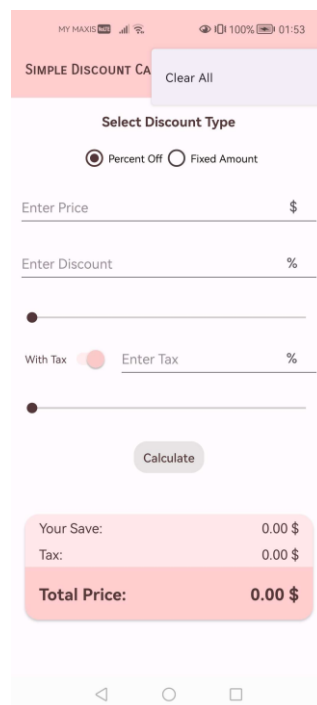 MY MAXIS 100% 01:53
SIMPLE DISCOUNT CA
Clear All
Select Discount Type
Percent Off Fixed Amount
Enter Price $
Enter Discount %
With Tax Enter Tax %
Calculate
Your Save: 0.00 $
Tax: 0.00 $
Total Price: 0.00 $